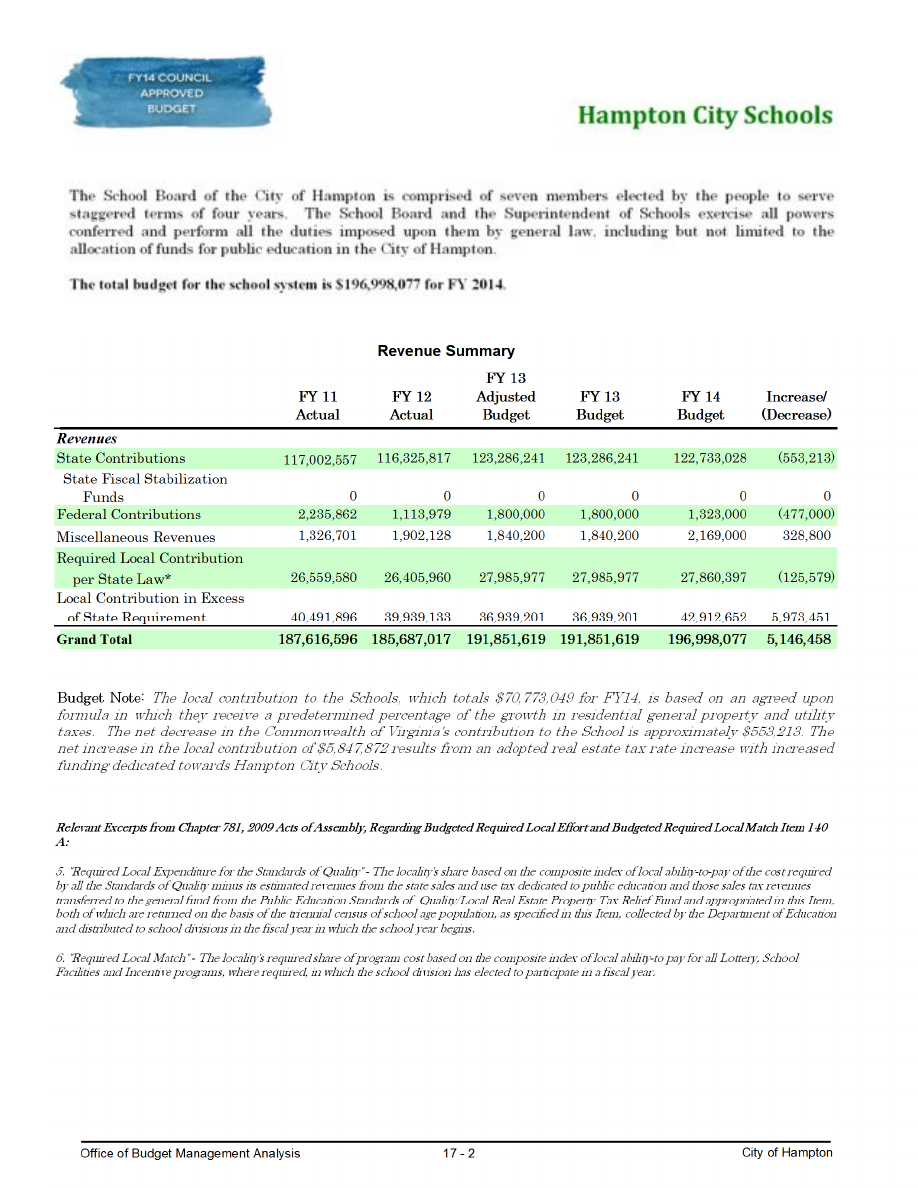 FY14 COUNCIL
APPROVED
BUDGET
Hampton City Schools
The School Board of the City of Hampton is comprised of seven members elected by the people to serve
staggered terms of four years. The School Board and the Superintendent of Schools exercise all powers
conferred and perform all the duties imposed upon them by general law, including but not limited to the
allocation of funds for public education in the City of Hampton.
The total budget for the school system is $196,998,077 for FY 2014.
Revenue Summary
FY 13
FY 11 FY 12 Adjusted FY 13 FY 14 Increase/
Actual Actual Budget Budget Budget (Decrease)
Revenues
State Contributions 117,002,557 116,325,817 123,286,241 123,286,241 122,733,028 (553,213)
State Fiscal Stabilization
Funds 0 0 0 0 0 0
Federal Contributions 2,235,862 1,113,979 1,800,000 1,800,000 1,323,000 (477,000)
Miscellaneous Revenues 1,326,701 1,902,128 1,840,200 1,840,200 2,169,000 328,800
Required Local Contribution
per State Law* 26,559,580 26,405,960 27,985,977 27,985,977 27,860,397 (125,579)
Local Contribution in Excess
of State Requirement 40,491,896 39,939,133 36,939,201 36,939,201 42,912,652 5,973,451
Grand Total 187,616,596 185,687,017 191,851,619 191,851,619 196,998,077 5,146,458
Budget Note: The local contribution to the Schools, which totals $70,773,049 for FY14, is based on an agreed upon
formula in which they receive a predetermined percentage of the growth in residential general property and utility
taxes. The net decrease in the Commonwealth of Virginia's contribution to the School is approximately $553,213. The
net increase in the local contribution of $5,847,872 results from an adopted real estate tax rate increase with increased
funding dedicated towards Hampton City Schools.
Relevant Excerpts from Chapter 781, 2009 Acts of Assembly, Regarding Budgeted Required Local Effort and Budgeted Required Local Match Item 140
A:
5. "Required Local Expenditure for the Standards of Quality" - The locality's share based on the composite index of local ability-to-pay of the cost required
by all the Standards of Quality minus its estimated revenues from the state sales and use tax dedicated to public education and those sales tax revenues
transferred to the general fund from the Public Education Standards of Quality/Local Real Estate Property Tax Relief Fund and appropriated in this Item,
both of which are returned on the basis of the triennial census of school age population, as specified in this Item, collected by the Department of Education
and distributed to school divisions in the fiscal year in which the school year begins.
6. "Required Local Match" - The locality's required share of program cost based on the composite index of local ability-to pay for all Lottery, School
Facilities and Incentive programs, where required, in which the school division has elected to participate in a fiscal year.
Office of Budget Management Analysis 17 - 2 City of Hampton